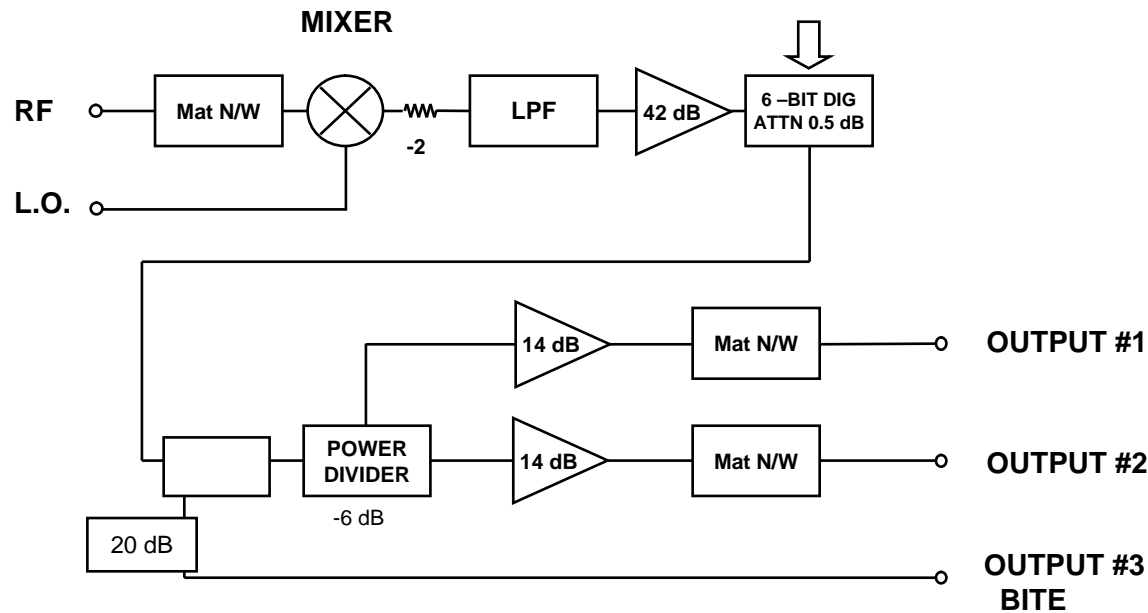 MIXER
RF
Mat N/W
-2
LPF
42 dB
6 –BIT DIG
ATTN 0.5 dB
L.O.
14 dB
Mat N/W
OUTPUT #1
POWER
DIVIDER
-6 dB
14 dB
Mat N/W
OUTPUT #2
20 dB
OUTPUT #3
BITE